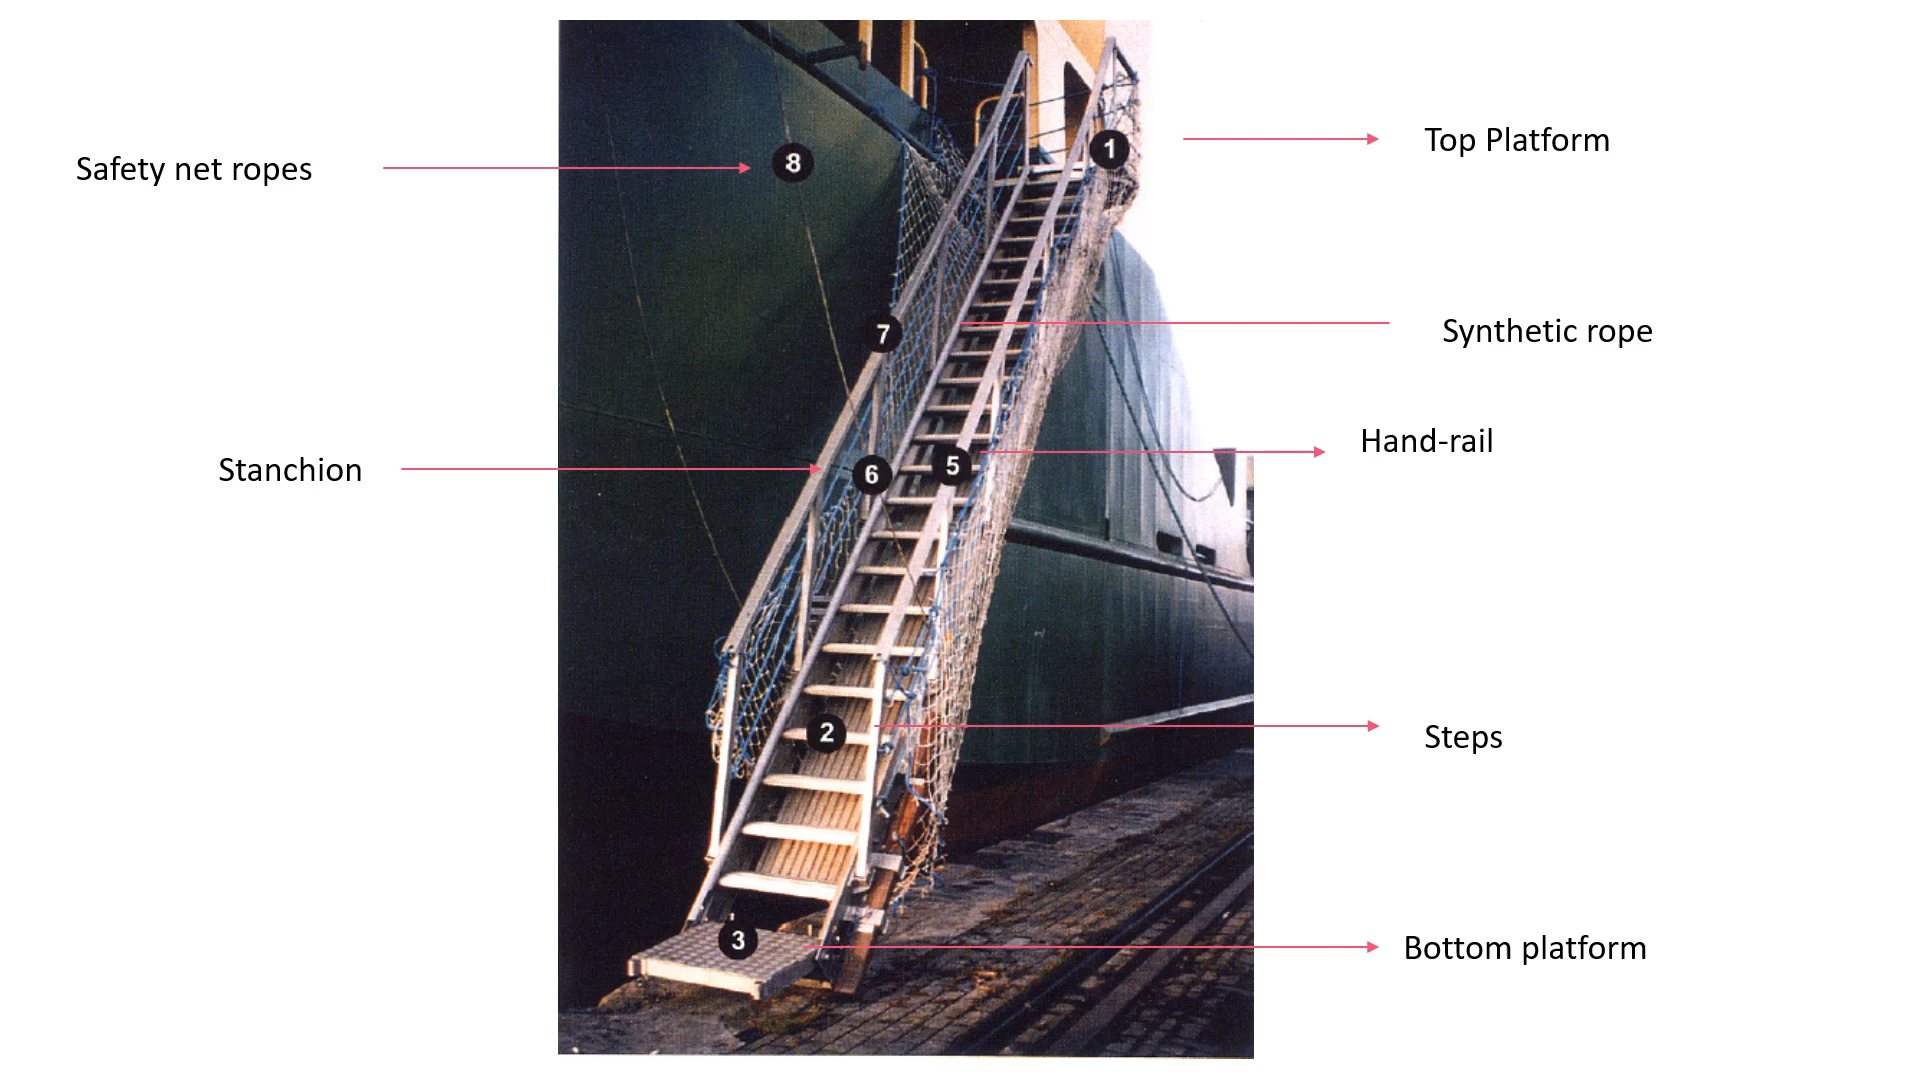 Top Platform
1
Safety net ropes
8
Synthetic rope
7
Hand-rail
Stanchion
6
5
Steps
2
3
Bottom platform